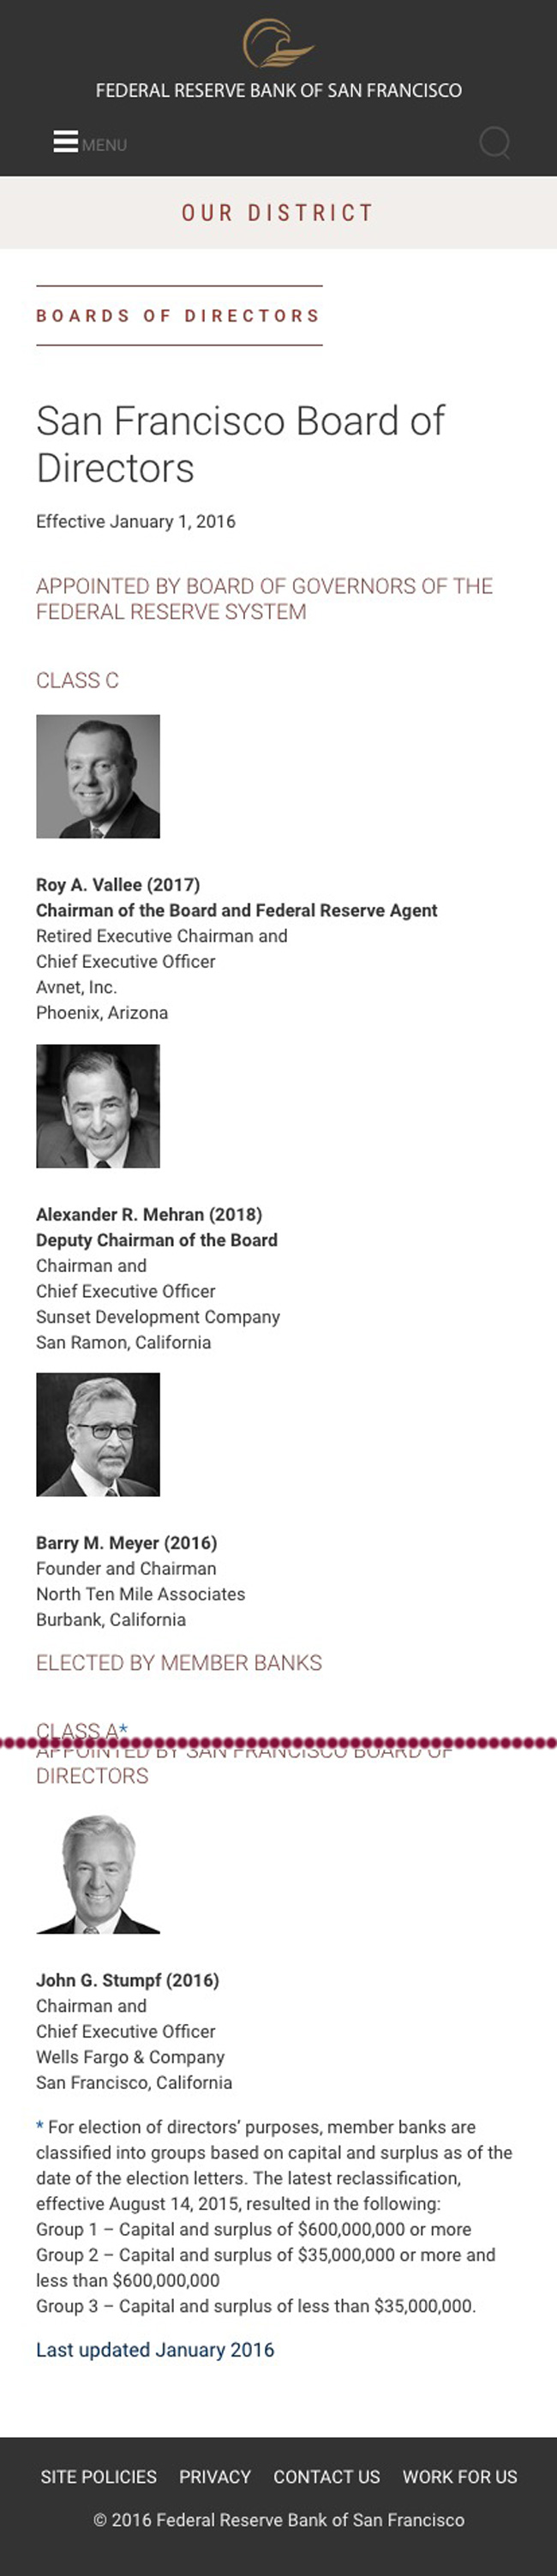 FEDERAL RESERVE BANK OF SAN FRANCISCO
MENU
OUR DISTRICT
BOARDS OF DIRECTORS
San Francisco Board of
Directors
Effective January 1, 2016
APPOINTED BY BOARD OF GOVERNORS OF THE
FEDERAL RESERVE SYSTEM
CLASS C
Roy A. Vallee (2017)
Chairman of the Board and Federal Reserve Agent
Retired Executive Chairman and
Chief Executive Officer
Avnet, Inc.
Phoenix, Arizona
Alexander R. Mehran (2018)
Deputy Chairman of the Board
Chairman and
Chief Executive Officer
Sunset Development Company
San Ramon, California
Barry M. Meyer (2016)
Founder and Chairman
North Ten Mile Associates
Burbank, California
ELECTED BY MEMBER BANKS
CLASS A*
APPOINTED BY SAN FRANCISCO BOARD OF
DIRECTORS
John G. Stumpf (2016)
Chairman and
Chief Executive Officer
Wells Fargo & Company
San Francisco, California
* For election of directors’ purposes, member banks are
classified into groups based on capital and surplus as of the
date of the election letters. The latest reclassification,
effective August 14, 2015, resulted in the following:
Group 1 – Capital and surplus of $600,000,000 or more
Group 2 – Capital and surplus of $35,000,000 or more and
less than $600,000,000
Group 3 – Capital and surplus of less than $35,000,000.
Last updated January 2016
SITE POLICIES PRIVACY CONTACT US WORK FOR US
© 2016 Federal Reserve Bank of San Francisco